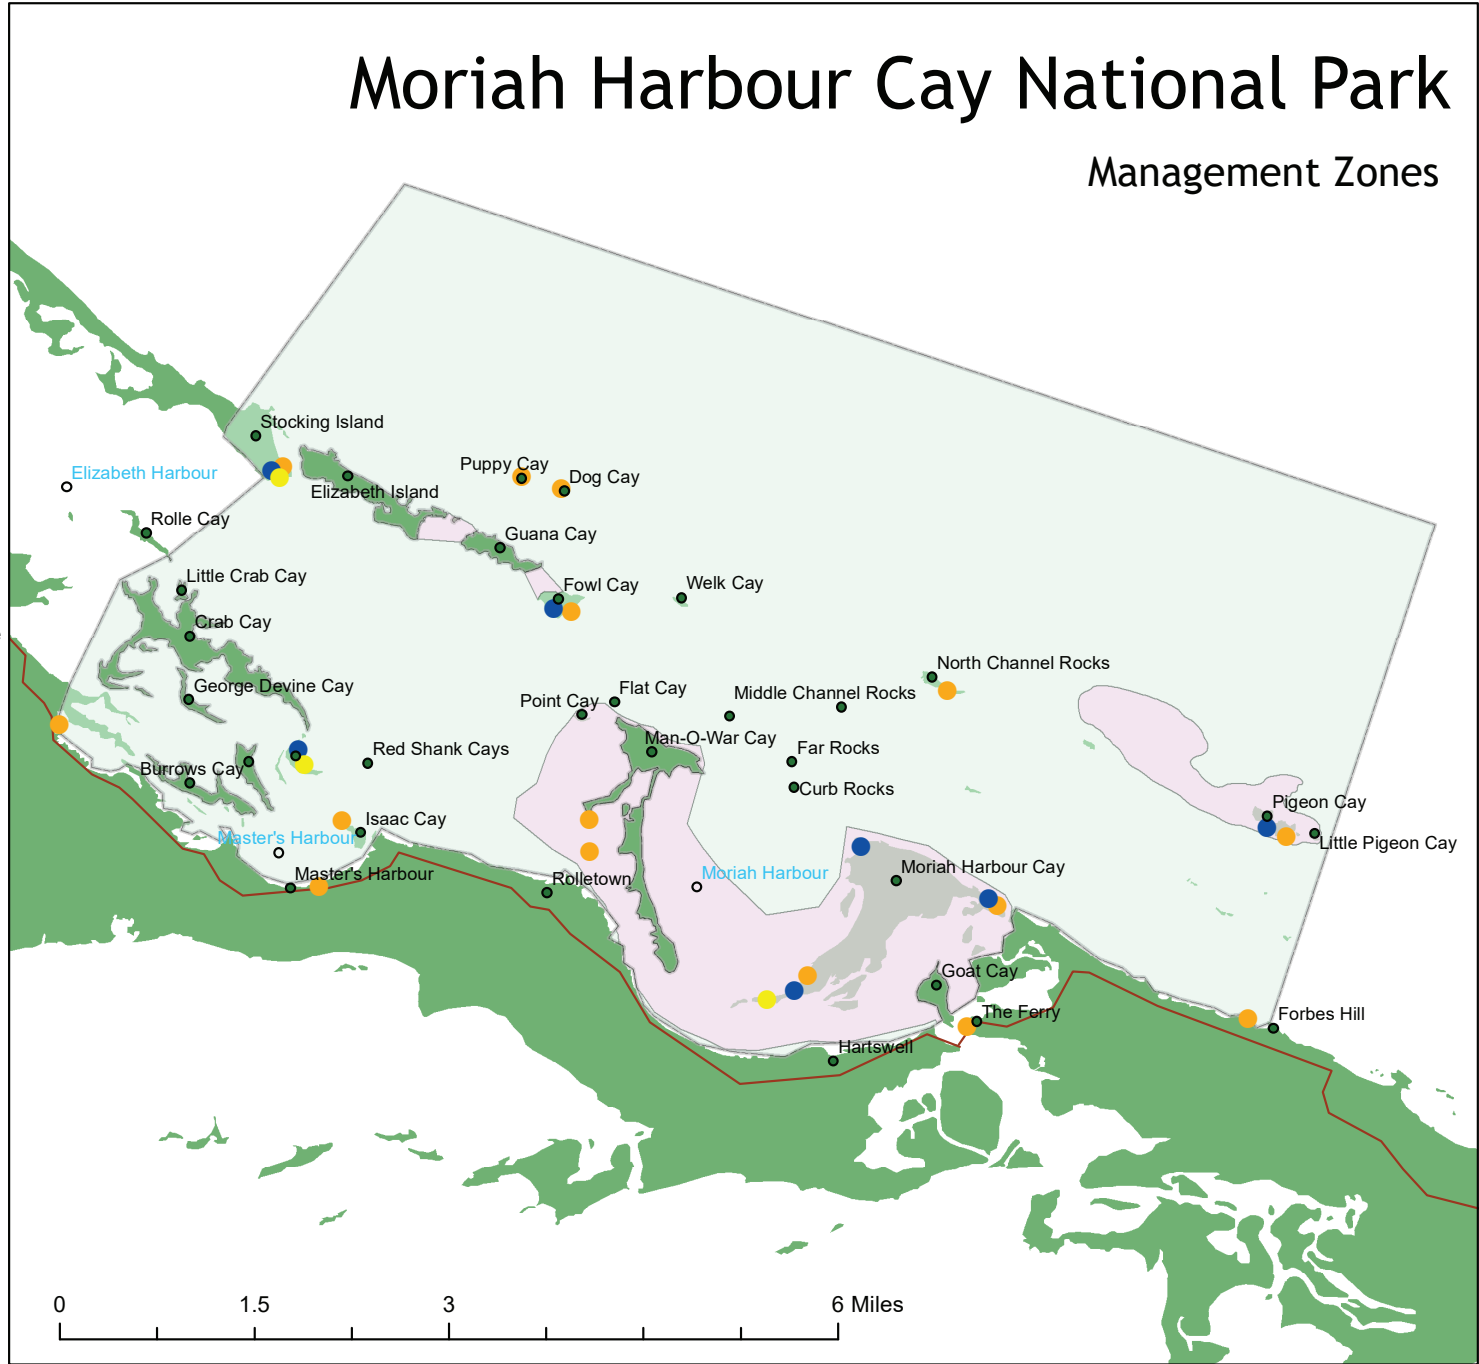 Moriah Harbour Cay National Park
Management Zones
Stocking Island
Elizabeth Harbour
Puppy Cay
Dog Cay
Elizabeth Island
Rolle Cay
Guana Cay
Little Crab Cay
Fowl Cay
Welk Cay
Crab Cay
North Channel Rocks
George Devine Cay
Flat Cay
Point Cay
Middle Channel Rocks
Man-O-War Cay
Red Shank Cays
Far Rocks
Burrows Cay
Curb Rocks
Pigeon Cay
Isaac Cay
Master's Harbour
Little Pigeon Cay
Moriah Harbour Cay
Master's Harbour
Rolletown
Moriah Harbour
Goat Cay
The Ferry
Forbes Hill
Hartswell
0 1.5 3 6 Miles